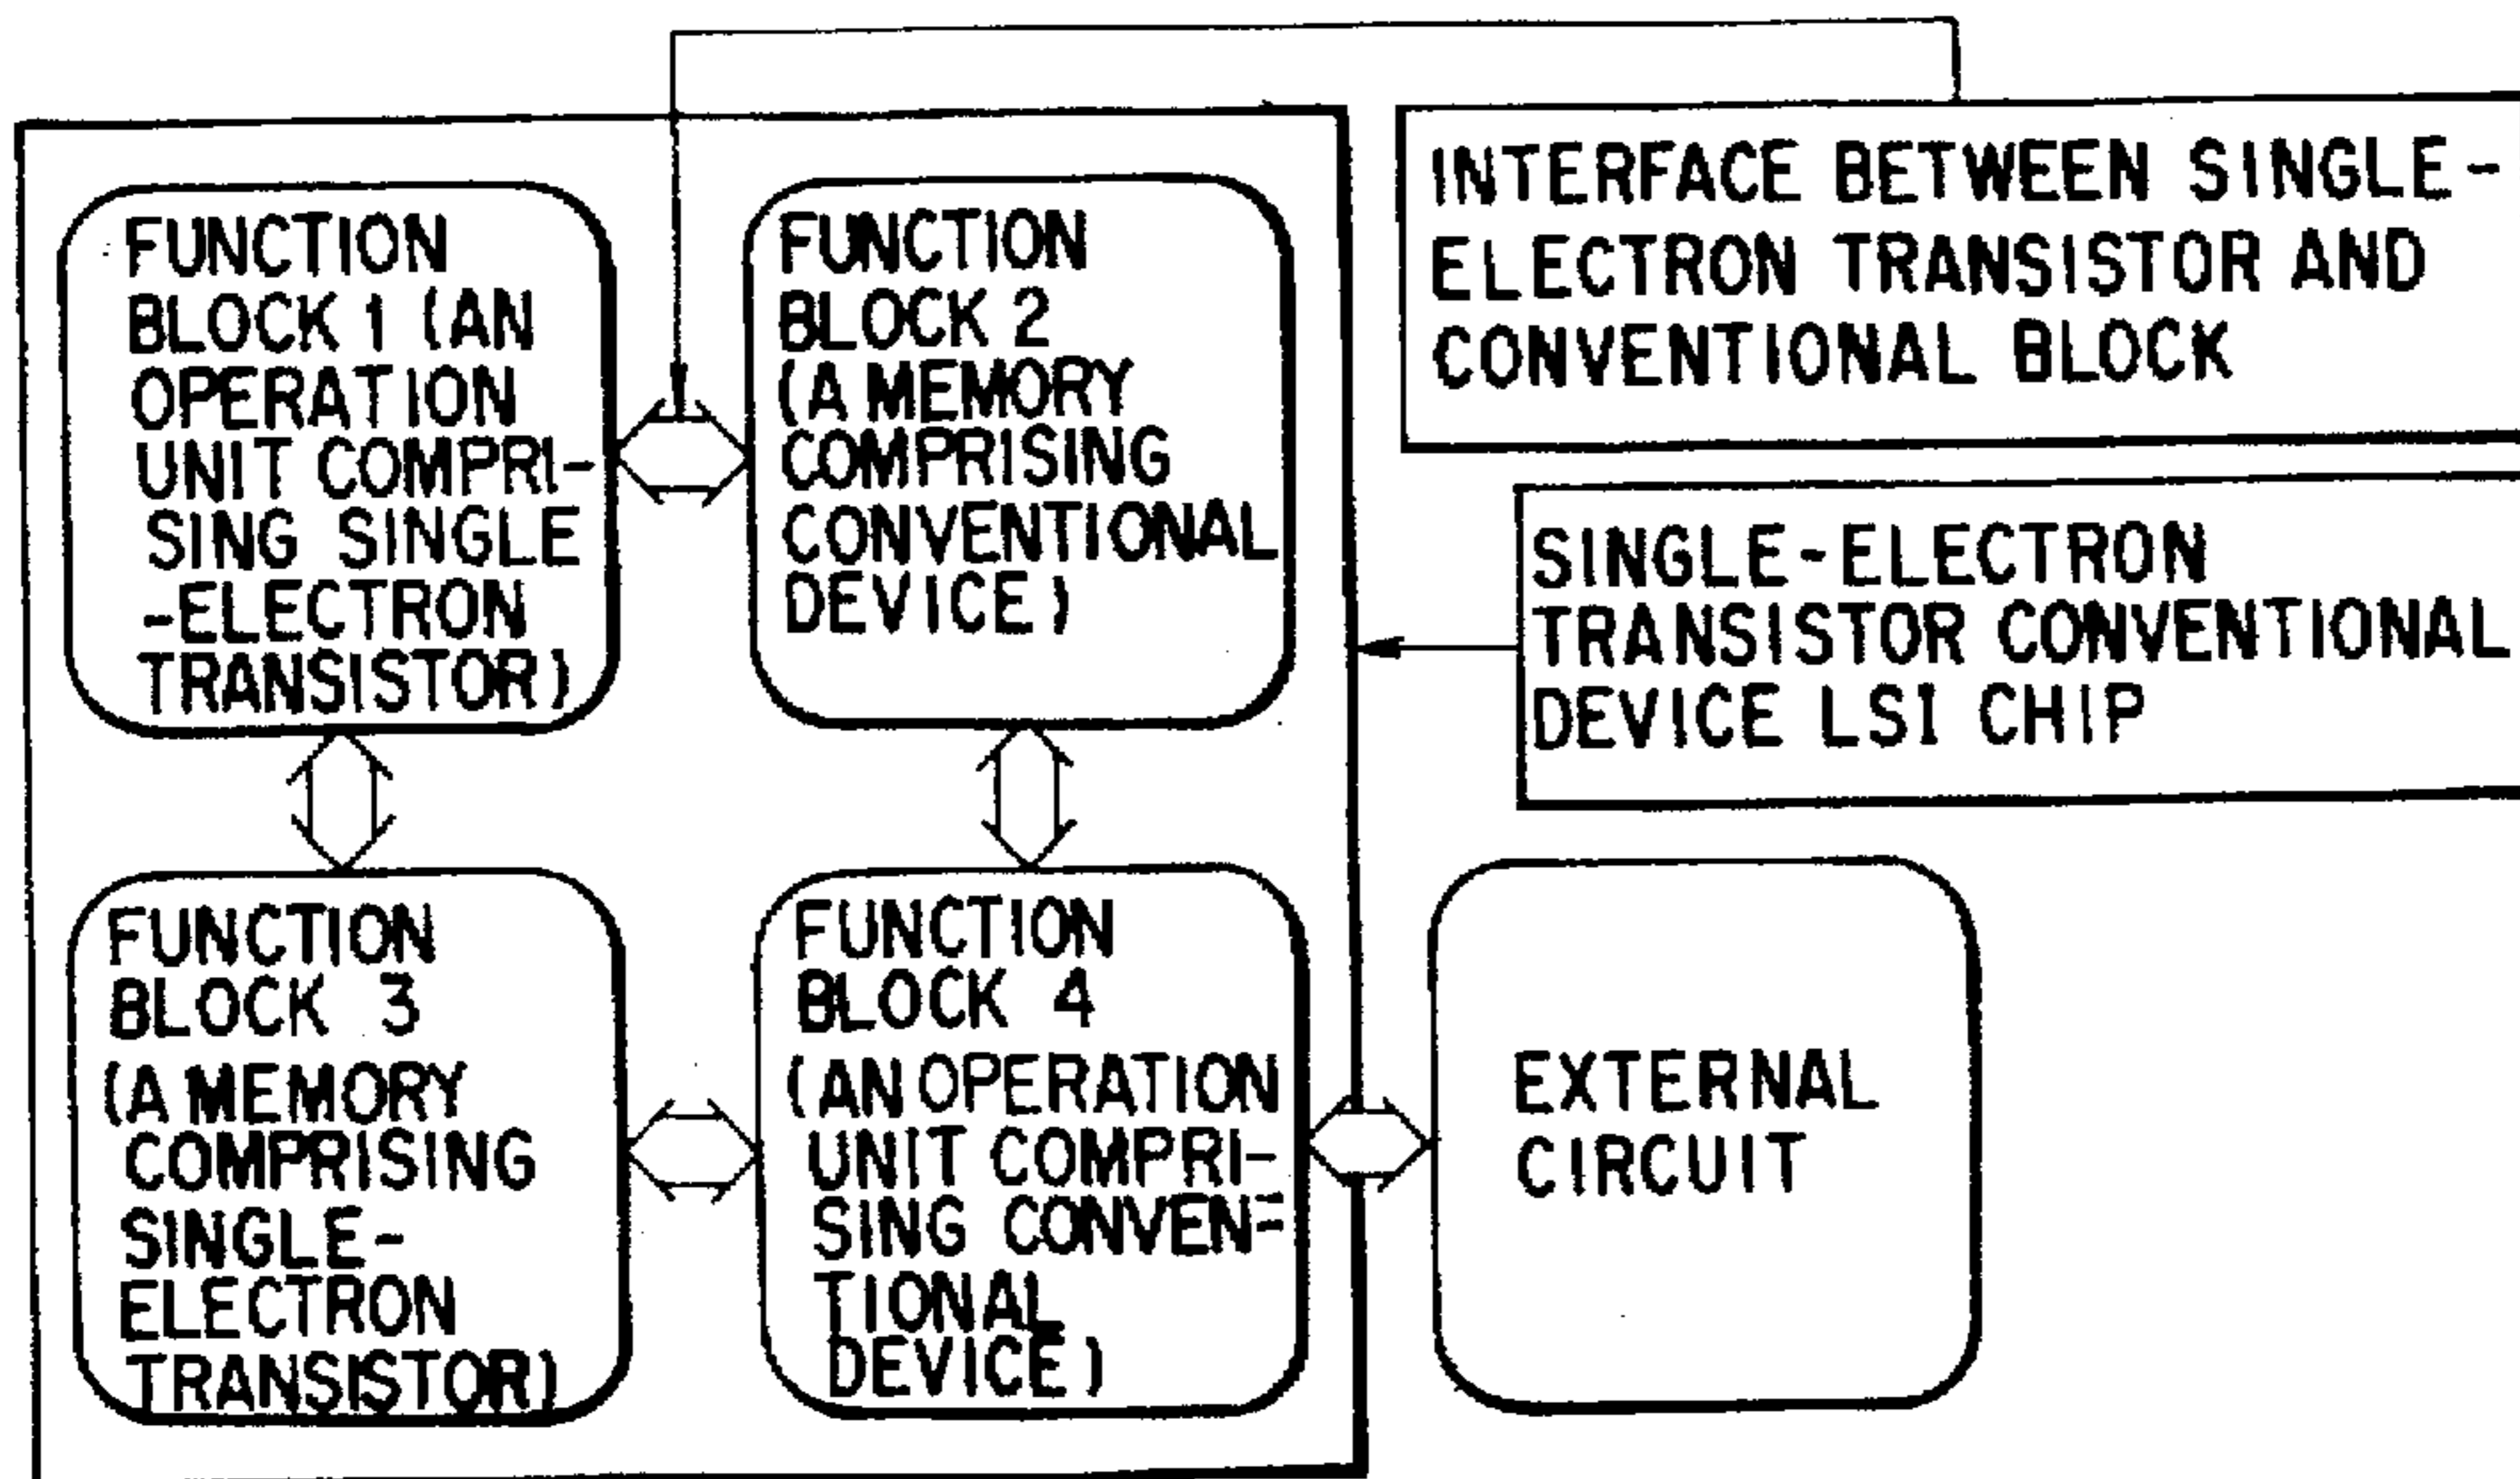 FUNCTION
BLOCK 1 (AN
OPERATION
UNIT COMPRI-
SING SINGLE
-ELECTRON
TRANSISTOR)
FUNCTION
BLOCK 2
(A MEMORY
COMPRISING
CONVENTIONAL
DEVICE)
INTERFACE BETWEEN SINGLE-
ELECTRON TRANSISTOR AND
CONVENTIONAL BLOCK
SINGLE-ELECTRON
TRANSISTOR CONVENTIONAL
DEVICE LSI CHIP
FUNCTION
BLOCK 3
(A MEMORY
COMPRISING
SINGLE-
ELECTRON
TRANSISTOR)
FUNCTION
BLOCK 4
(AN OPERATION
UNIT COMPRI-
SING CONVEN-
TIONAL
DEVICE)
EXTERNAL
CIRCUIT